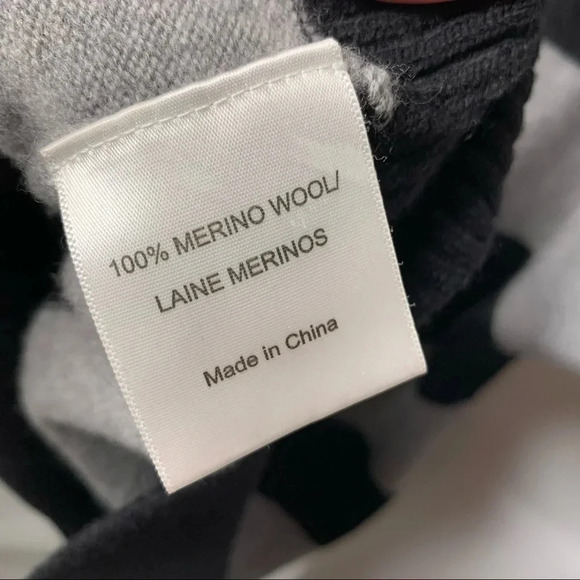 100% MERINO WOOL/
LAINE MERINOS
Made in China